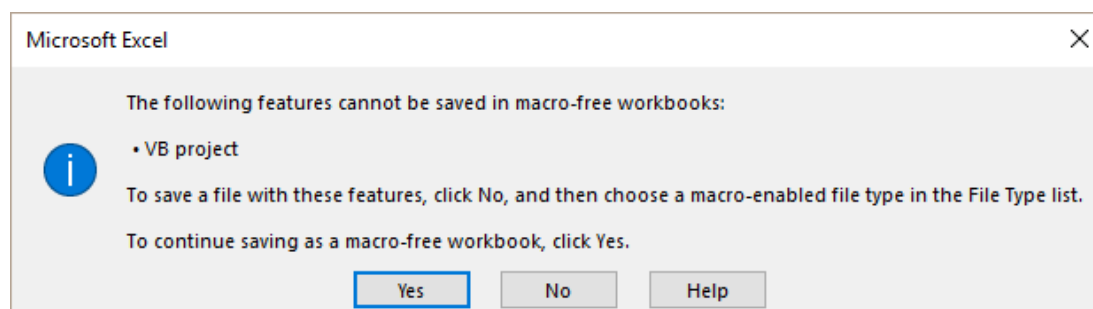 Microsoft Excel
The following features cannot be saved in macro-free workbooks:
• VB project
To save a file with these features, click No, and then choose a macro-enabled file type in the File Type list.
To continue saving as a macro-free workbook, click Yes.
Yes No Help